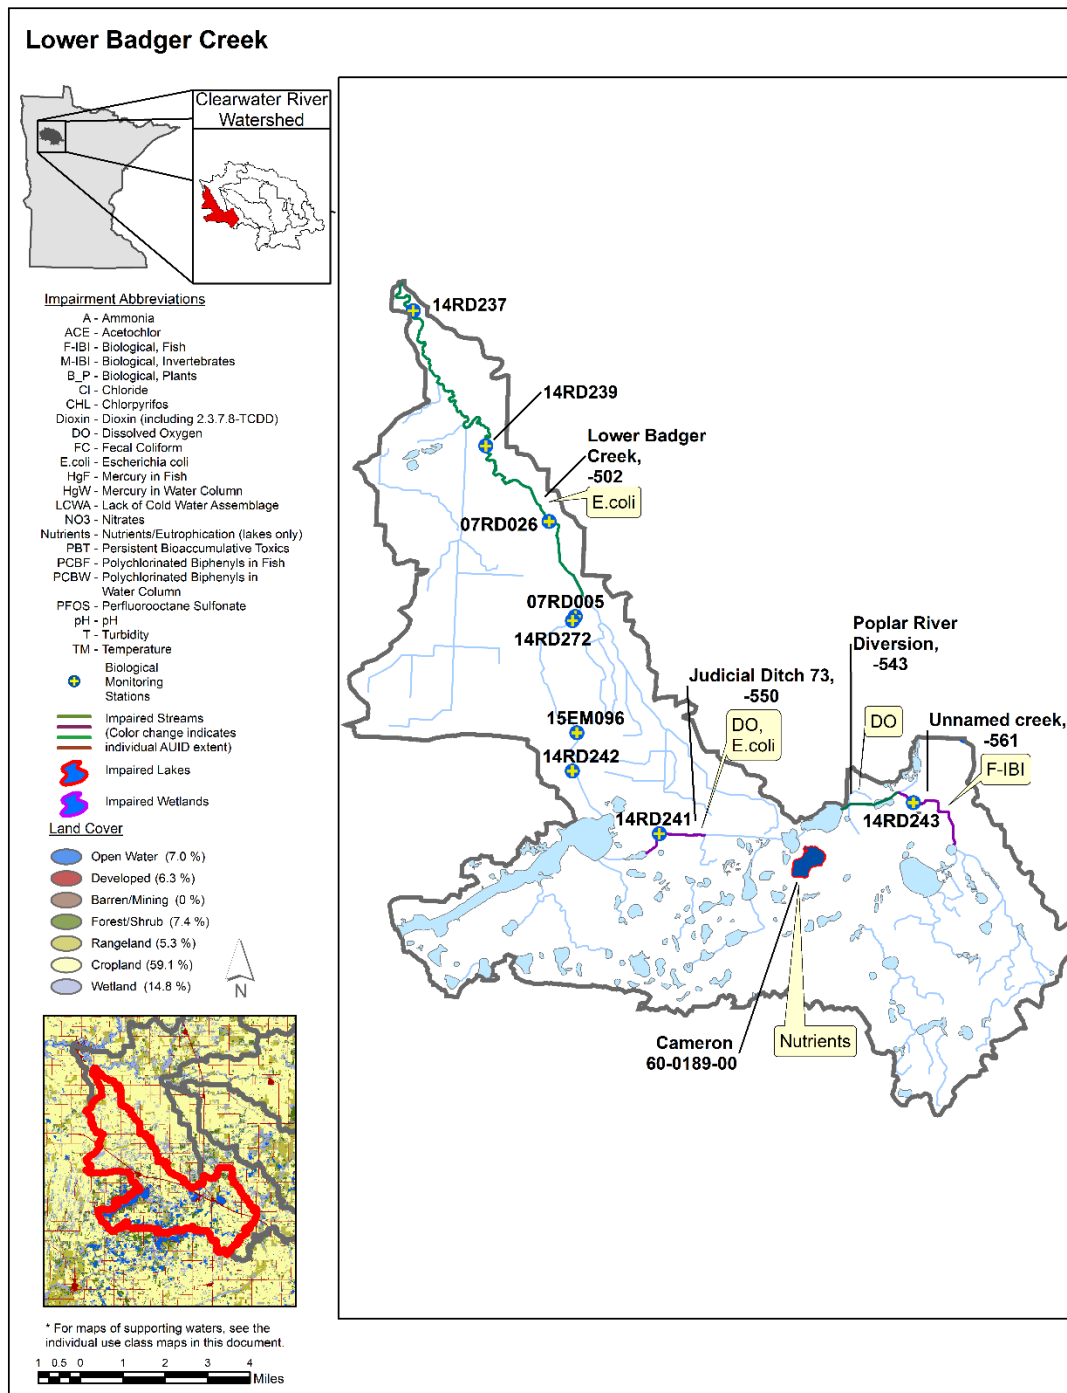 Lower Badger Creek
Clearwater River
Watershed
Impairment Abbreviations
A - Ammonia
ACE - Acetochlor
F-IBI - Biological, Fish
M-IBI - Biological, Invertebrates
B_P - Biological, Plants
Cl - Chloride
CHL - Chlorpyrifos
Dioxin - Dioxin (including 2.3.7.8-TCDD)
DO - Dissolved Oxygen
FC - Fecal Coliform
E.coli - Escherichia coli
HgF - Mercury in Fish
HgW - Mercury in Water Column
LCWA - Lack of Cold Water Assemblage
NO3 - Nitrates
Nutrients - Nutrients/Eutrophication (lakes only)
PBT - Persistent Bioaccumulative Toxics
PCBF - Polychlorinated Biphenyls in Fish
PCBW - Polychlorinated Biphenyls in
Water Column
PFOS - Perfluorooctane Sulfonate
pH - pH
T - Turbidity
TM - Temperature
Biological
Monitoring
Stations
Impaired Streams
(Color change indicates
individual AUID extent)
Impaired Lakes
Impaired Wetlands
Land Cover
Open Water (7.0 %)
Developed (6.3 %)
Barren/Mining (0 %)
Forest/Shrub (7.4 %)
Rangeland (5.3 %)
Cropland (59.1 %)
Wetland (14.8 %)
N
* For maps of supporting waters, see the
individual use class maps in this document.
1 0.5 0 1 2 3 4
Miles
14RD237
14RD239
Lower Badger
Creek,
-502
E.coli
07RD026
07RD005
14RD272
Poplar River
Diversion,
-543
Judicial Ditch 73,
-550
DO,
E.coli
DO
Unnamed creek,
-561
F-IBI
15EM096
14RD242
14RD241
14RD243
Cameron
60-0189-00
Nutrients